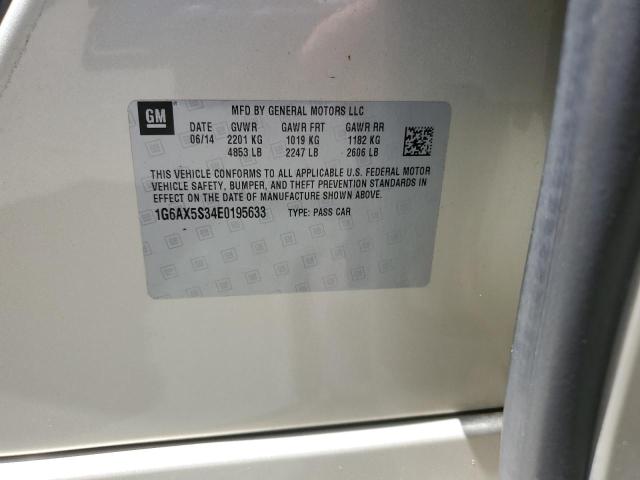 GM
MFD BY GENERAL MOTORS LLC
DATE GVWR GAWR FRT GAWR RR
06/14 2201 KG 1019 KG 1182 KG
4853 LB 2247 LB 2606 LB
THIS VEHICLE CONFORMS TO ALL APPLICABLE U.S. FEDERAL MOTOR
VEHICLE SAFETY, BUMPER, AND THEFT PREVENTION STANDARDS IN
EFFECT ON THE DATE OF MANUFACTURE SHOWN ABOVE.
1G6AX5S34E0195633 TYPE: PASS CAR